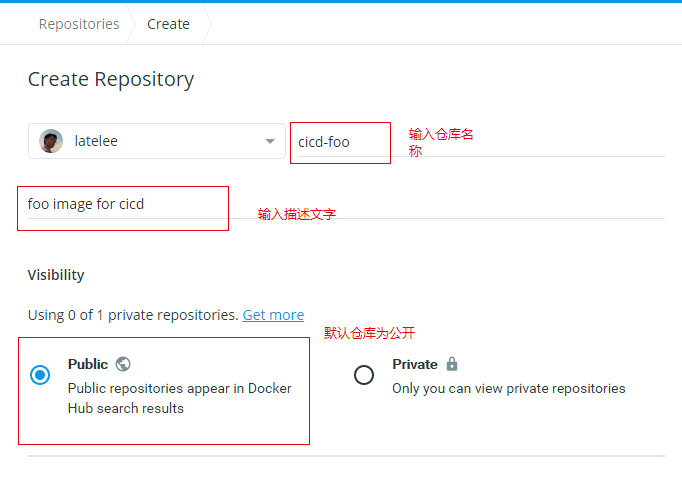 Repositories
Create
Create Repository
latelee
cicd-foo
输入仓库名
称
foo image for cicd
输入描述文字
Visibility
Using 0 of 1 private repositories. Get more
默认仓库为公开
Public
Public repositories appear in Docker
Hub search results
Private
Only you can view private repositories